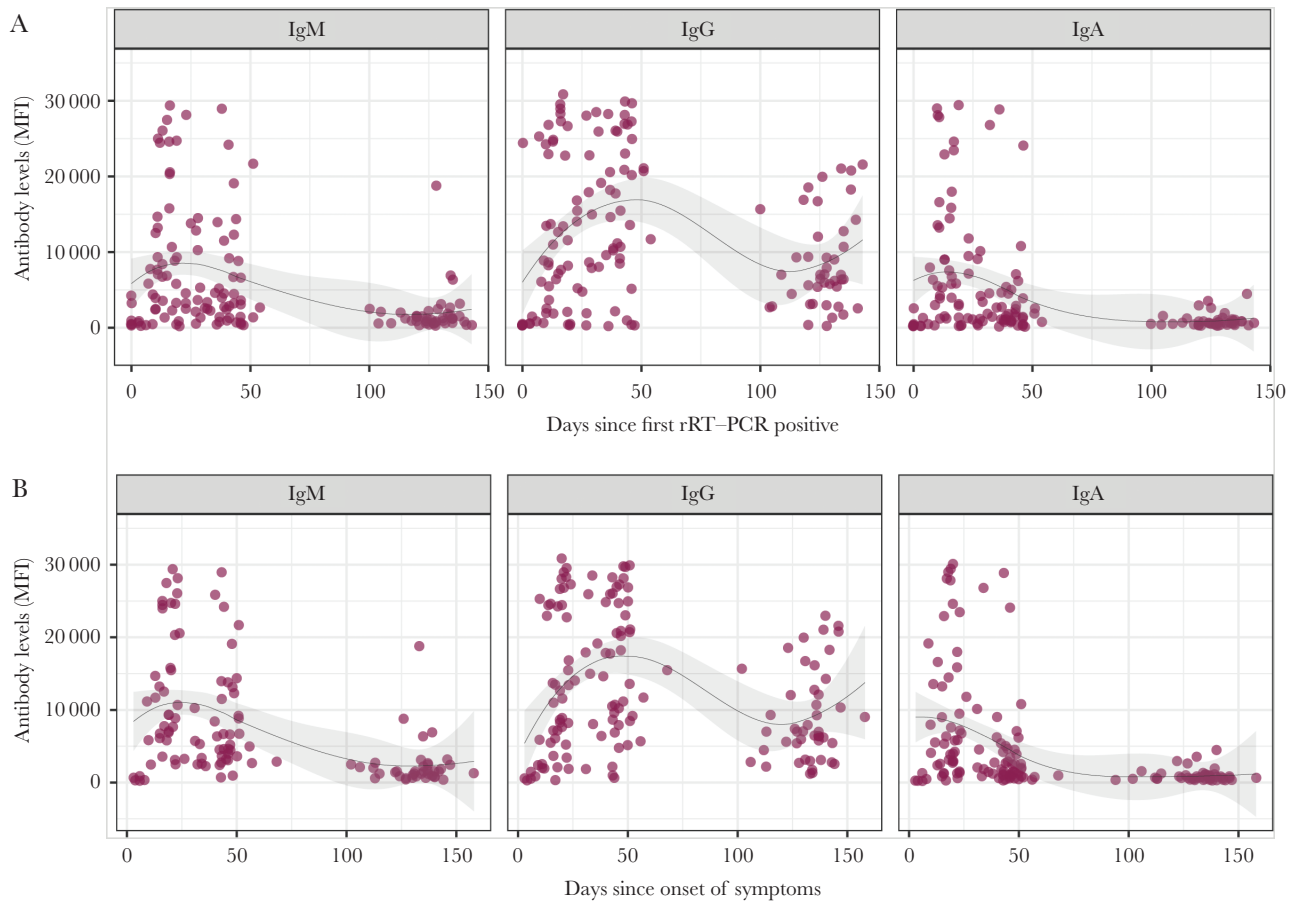 A
IgM IgG IgA
Antibody levels (MFI)
30 000
20 000
10 000
0
0 50 100 150 0 50 100 150 0 50 100 150
Days since first rRT–PCR positive
B
IgM IgG IgA
Antibody levels (MFI)
30 000
20 000
10 000
0
0 50 100 150 0 50 100 150 0 50 100 150
Days since onset of symptoms